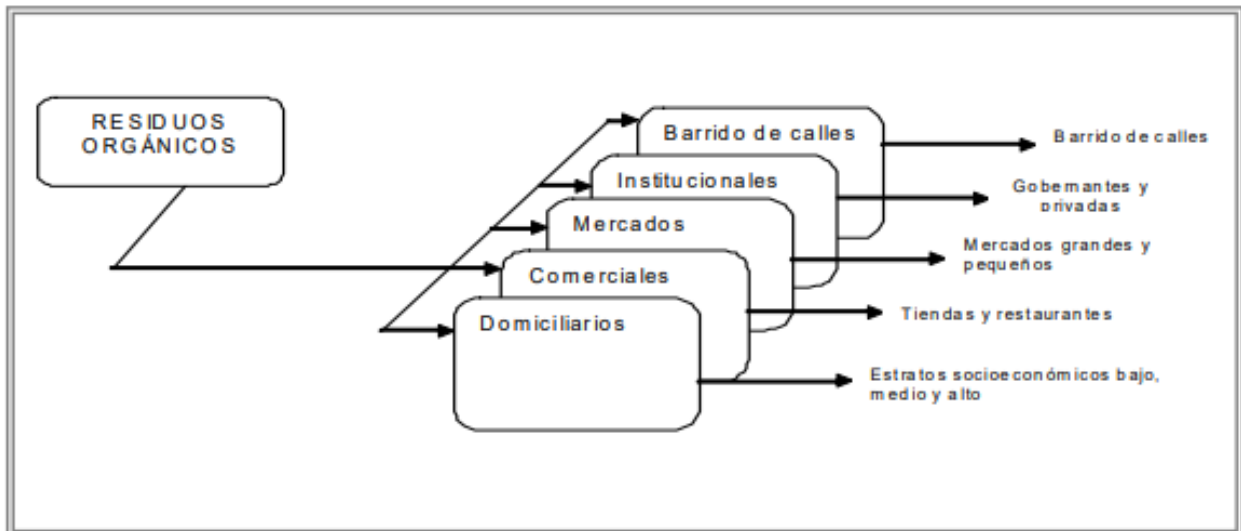 RESIDUOS
ORGÁNICOS
Barrido de calles
Barrido de calles
Institucionales
Gobernantes y
privadas
Mercados
Mercados grandes y
pequeños
Comerciales
Tiendas y restaurantes
Domiciliarios
Estratos socioeconómicos bajo,
medio y alto